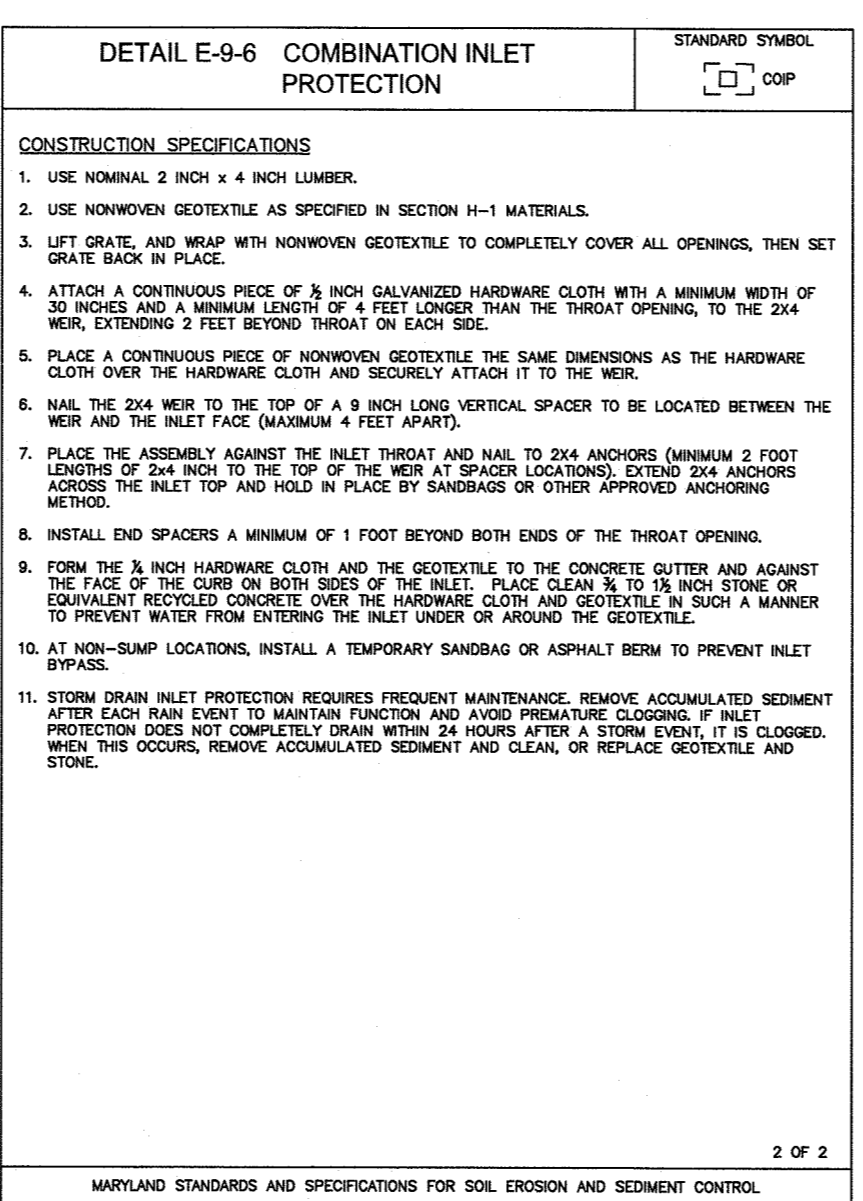 DETAIL E-9-6 COMBINATION INLET
PROTECTION
STANDARD SYMBOL
COIP
CONSTRUCTION SPECIFICATIONS
1. USE NOMINAL 2 INCH x 4 INCH LUMBER.
2. USE NONWOVEN GEOTEXTILE AS SPECIFIED IN SECTION H-1 MATERIALS.
3. LIFT GRATE, AND WRAP WITH NONWOVEN GEOTEXTILE TO COMPLETELY COVER ALL OPENINGS, THEN SET
GRATE BACK IN PLACE.
4. ATTACH A CONTINUOUS PIECE OF ½ INCH GALVANIZED HARDWARE CLOTH WITH A MINIMUM WIDTH OF
30 INCHES AND A MINIMUM LENGTH OF 4 FEET LONGER THAN THE THROAT OPENING, TO THE 2X4
WEIR, EXTENDING 2 FEET BEYOND THROAT ON EACH SIDE.
5. PLACE A CONTINUOUS PIECE OF NONWOVEN GEOTEXTILE THE SAME DIMENSIONS AS THE HARDWARE
CLOTH OVER THE HARDWARE CLOTH AND SECURELY ATTACH IT TO THE WEIR.
6. NAIL THE 2X4 WEIR TO THE TOP OF A 9 INCH LONG VERTICAL SPACER TO BE LOCATED BETWEEN THE
WEIR AND THE INLET FACE (MAXIMUM 4 FEET APART).
7. PLACE THE ASSEMBLY AGAINST THE INLET THROAT AND NAIL TO 2X4 ANCHORS (MINIMUM 2 FOOT
LENGTHS OF 2x4 INCH TO THE TOP OF THE WEIR AT SPACER LOCATIONS). EXTEND 2X4 ANCHORS
ACROSS THE INLET TOP AND HOLD IN PLACE BY SANDBAGS OR OTHER APPROVED ANCHORING
METHOD.
8. INSTALL END SPACERS A MINIMUM OF 1 FOOT BEYOND BOTH ENDS OF THE THROAT OPENING.
9. FORM THE INCH HARDWARE CLOTH AND THE GEOTEXTILE TO THE CONCRETE GUTTER AND AGAINST
THE FACE OF THE CURB ON BOTH SIDES OF THE INLET. PLACE CLEAN ¾ TO 1½ INCH STONE OR
EQUIVALENT RECYCLED CONCRETE OVER THE HARDWARE CLOTH AND GEOTEXTILE IN SUCH A MANNER
TO PREVENT WATER FROM ENTERING THE INLET UNDER OR AROUND THE GEOTEXTILE.
10. AT NON-SUMP LOCATIONS, INSTALL A TEMPORARY SANDBAG OR ASPHALT BERM TO PREVENT INLET
BYPASS.
11. STORM DRAIN INLET PROTECTION REQUIRES FREQUENT MAINTENANCE. REMOVE ACCUMULATED SEDIMENT
AFTER EACH RAIN EVENT TO MAINTAIN FUNCTION AND AVOID PREMATURE CLOGGING. IF INLET
PROTECTION DOES NOT COMPLETELY DRAIN WITHIN 24 HOURS AFTER A STORM EVENT, IT IS CLOGGED.
WHEN THIS OCCURS, REMOVE ACCUMULATED SEDIMENT AND CLEAN, OR REPLACE GEOTEXTILE AND
STONE.
2 OF 2
MARYLAND STANDARDS AND SPECIFICATIONS FOR SOIL EROSION AND SEDIMENT CONTROL